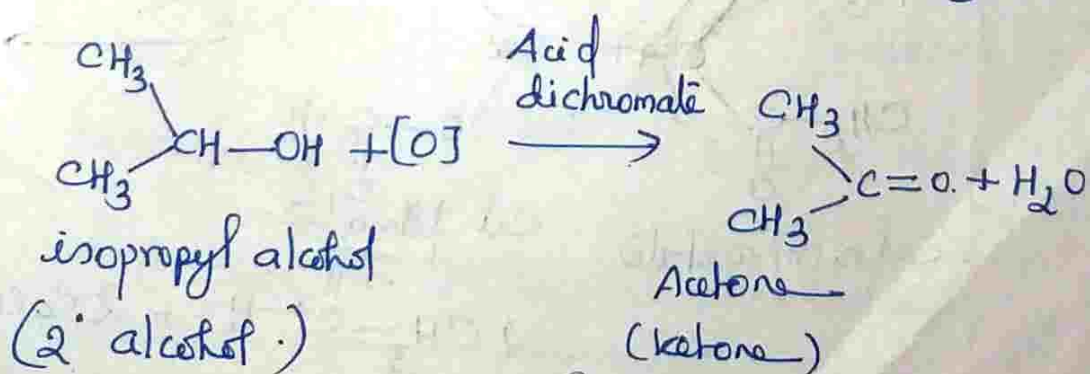 CH3
CH3
CH—OH + [O]
Acid
dichromate
CH3
CH3
C=O. + H2O
isopropyl alcohol
(2° alcohol.)
Acetone
(ketone)